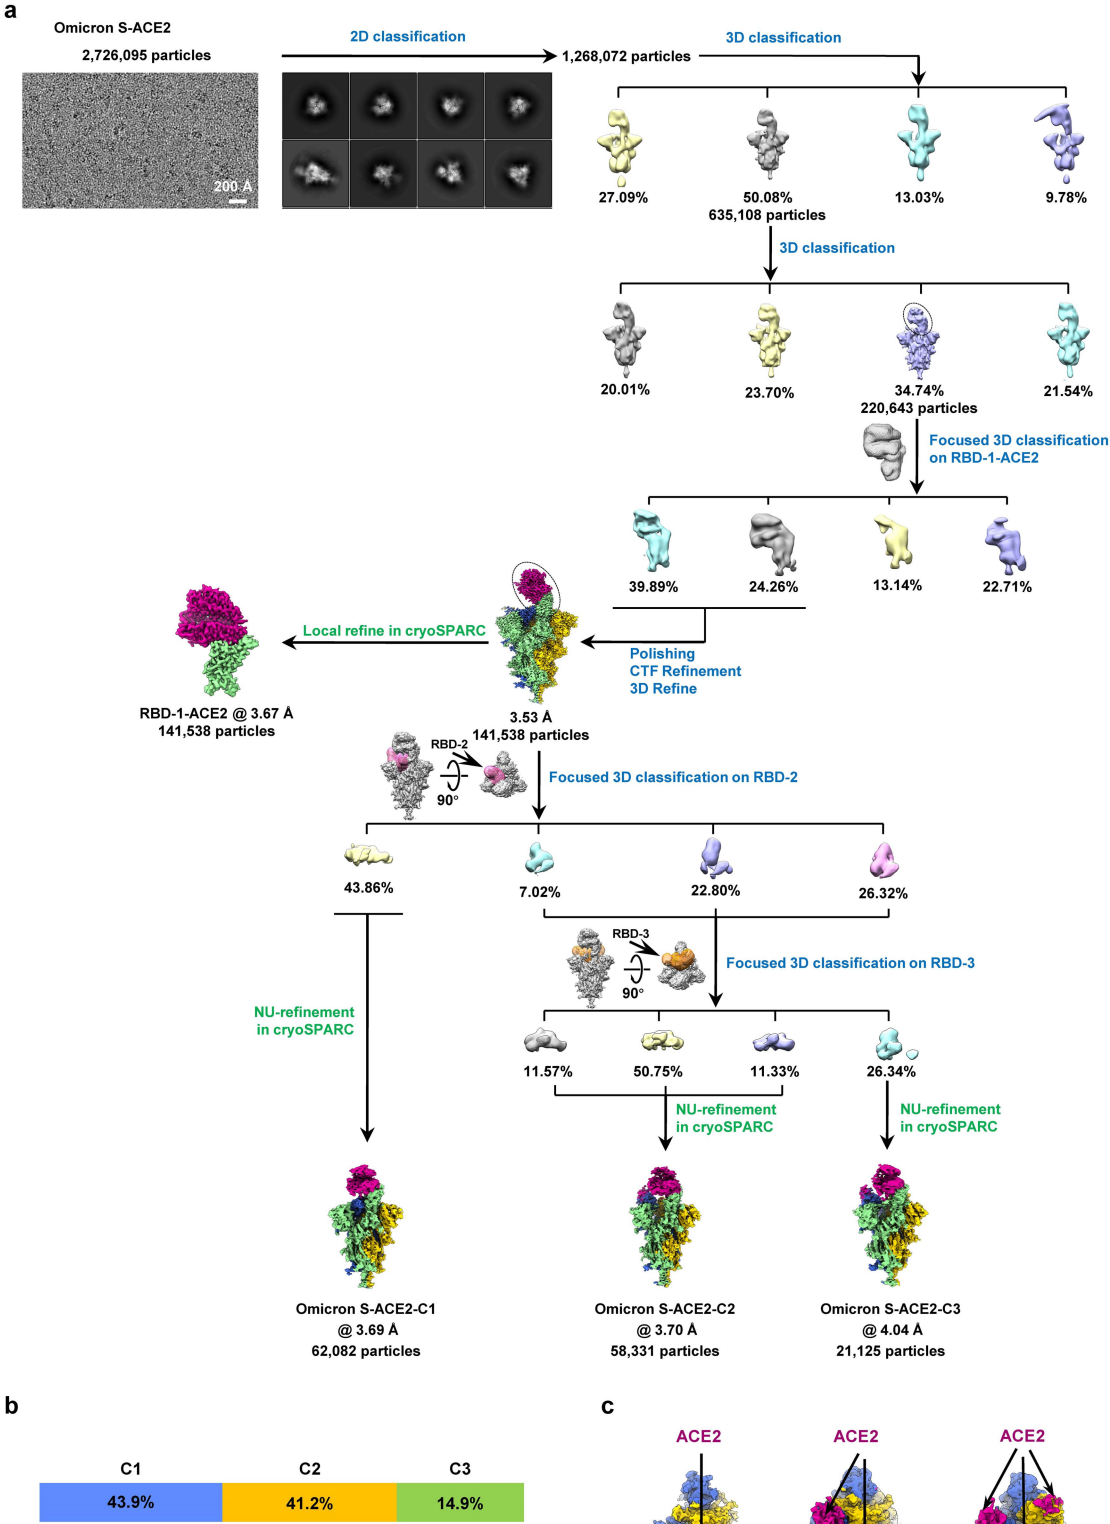 a
Omicron S-ACE2
2,726,095 particles
2D classification
1,268,072 particles
3D classification
200 Å
27.09%
50.08%
13.03%
9.78%
635,108 particles
3D classification
20.01%
23.70%
34.74%
21.54%
220,643 particles
Focused 3D classification
on RBD-1-ACE2
39.89%
24.26%
13.14%
22.71%
Local refine in cryoSPARC
Polishing
CTF Refinement
3D Refine
RBD-1-ACE2 @ 3.67 Å
141,538 particles
3.53 Å
141,538 particles
RBD-2
90°
Focused 3D classification on RBD-2
43.86%
7.02%
22.80%
26.32%
RBD-3
90°
Focused 3D classification on RBD-3
NU-refinement
in cryoSPARC
11.57%
50.75%
11.33%
26.34%
NU-refinement
in cryoSPARC
NU-refinement
in cryoSPARC
Omicron S-ACE2-C1
@ 3.69 Å
62,082 particles
Omicron S-ACE2-C2
@ 3.70 Å
58,331 particles
Omicron S-ACE2-C3
@ 4.04 Å
21,125 particles
b
C1
C2
C3
43.9%
41.2%
14.9%
c
ACE2
ACE2
ACE2